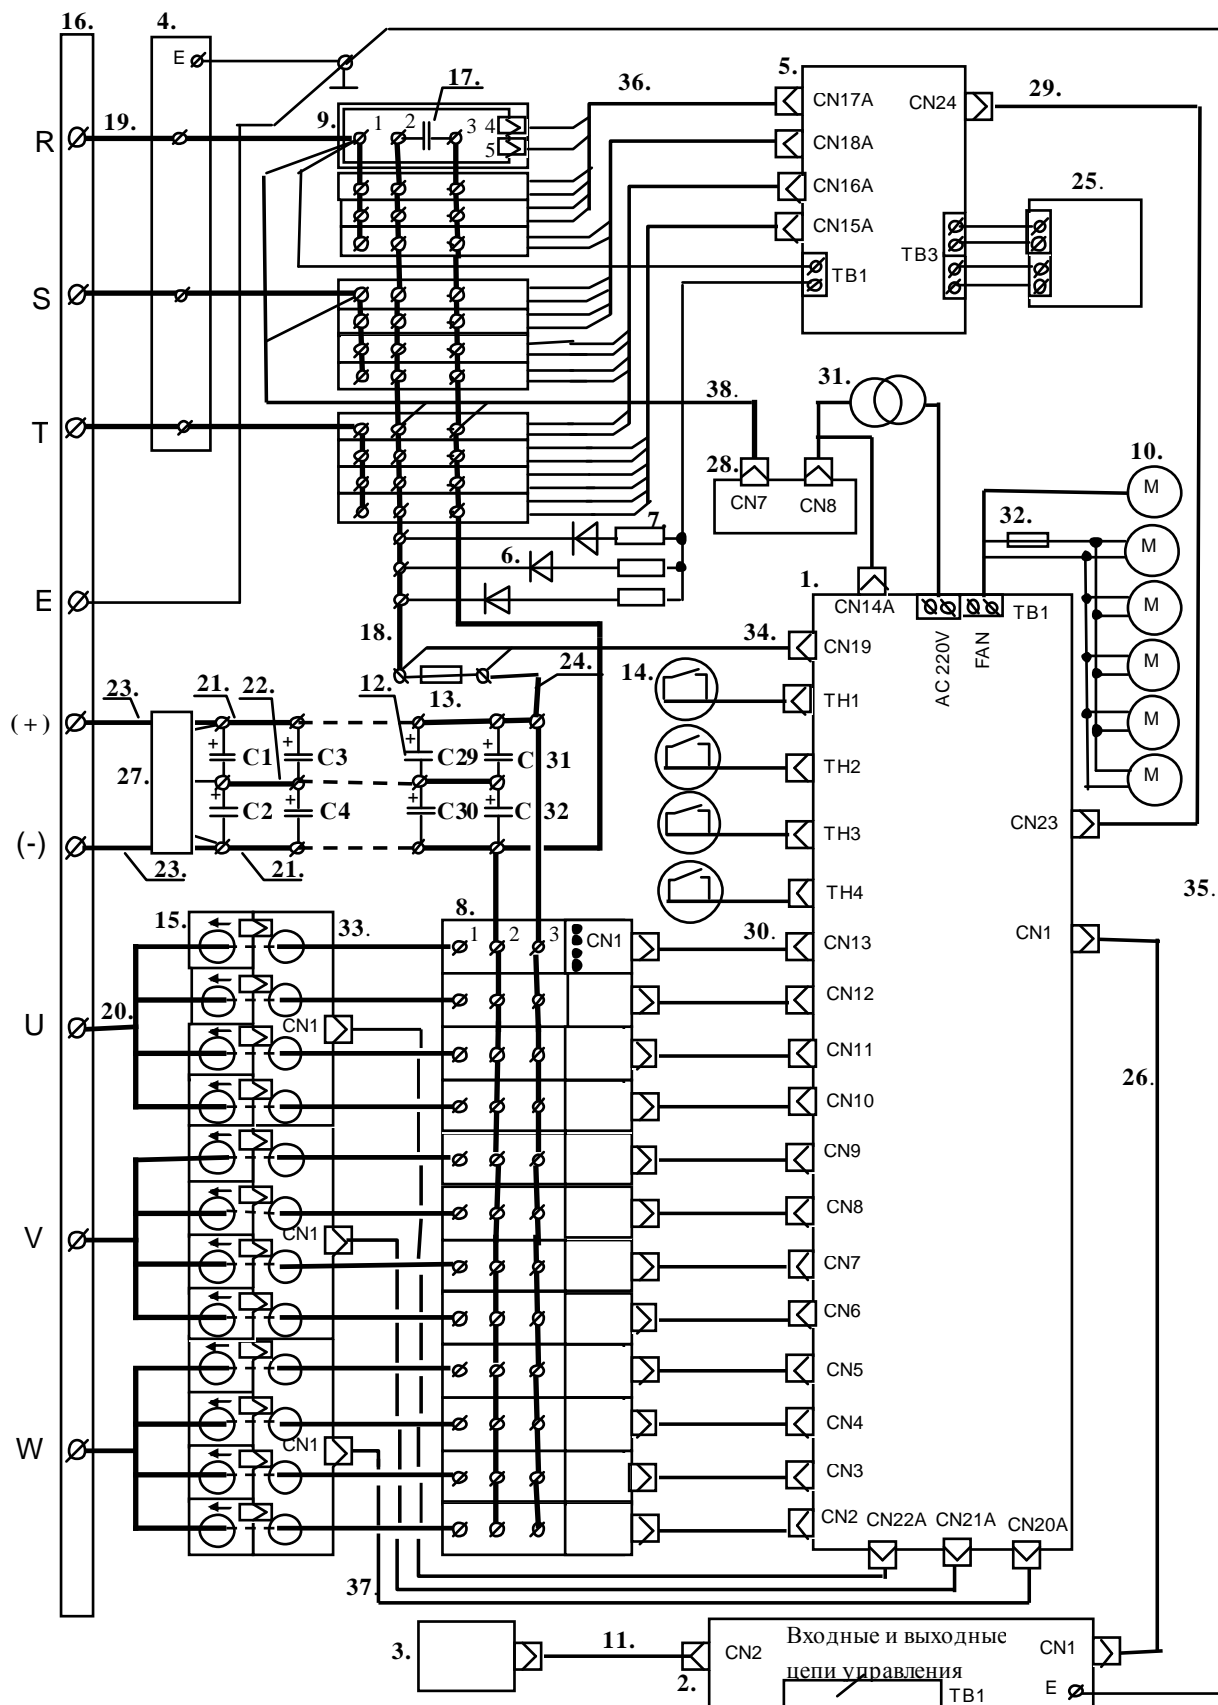 16.
4.
E
17.
36.
5.
CN17A
CN24
29.
19.
9.
1
2
3
4
5
R
CN18A
CN16A
25.
CN15A
TB3
TB1
S
31.
38.
T
28.
CN7
CN8
10.
M
7.
32.
M
6.
1.
CN14A
TB1
M
E
AC 220V
FAN
18.
34.
CN19
24.
14.
M
23.
21.
22.
12.
13.
TH1
(+)
M
+
C1
+
C3
+
C29
+
C 31
27.
TH2
M
+
C2
+
C4
+
C30
+
C 32
TH3
CN23
(-)
23.
21.
TH4
35.
15.
33.
8.
1
2
3
CN1
30.
CN13
CN1
CN12
U
20.
CN1
CN11
26.
CN10
CN9
CN8
V
CN1
CN7
CN6
CN5
CN4
W
CN1
CN3
CN2
CN22A
CN21A
CN20A
37.
3.
11.
2.
CN2
Входные и выходные
цепи управления
CN1
TB1
E